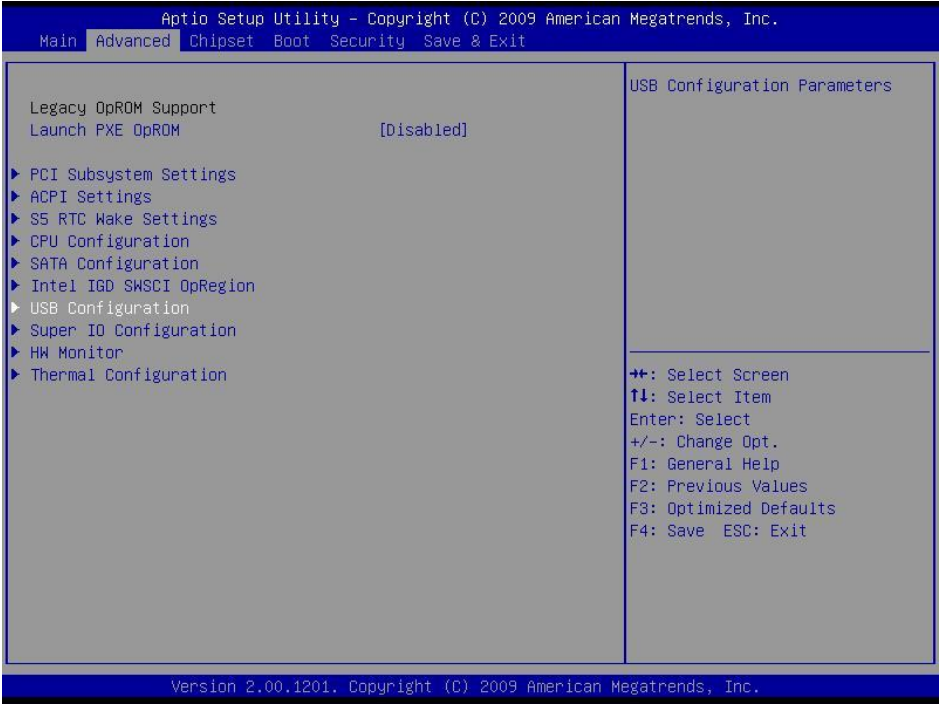 Aptio Setup Utility – Copyright (C) 2009 American Megatrends, Inc.
Main Advanced Chipset Boot Security Save & Exit
Legacy OpROM Support
Launch PXE OpROM [Disabled]
PCI Subsystem Settings
ACPI Settings
S5 RTC Wake Settings
CPU Configuration
SATA Configuration
Intel IGD SWSCI OpRegion
USB Configuration
Super IO Configuration
HW Monitor
Thermal Configuration
USB Configuration Parameters
→←: Select Screen
↑↓: Select Item
Enter: Select
+/-: Change Opt.
F1: General Help
F2: Previous Values
F3: Optimized Defaults
F4: Save ESC: Exit
Version 2.00.1201. Copyright (C) 2009 American Megatrends, Inc.